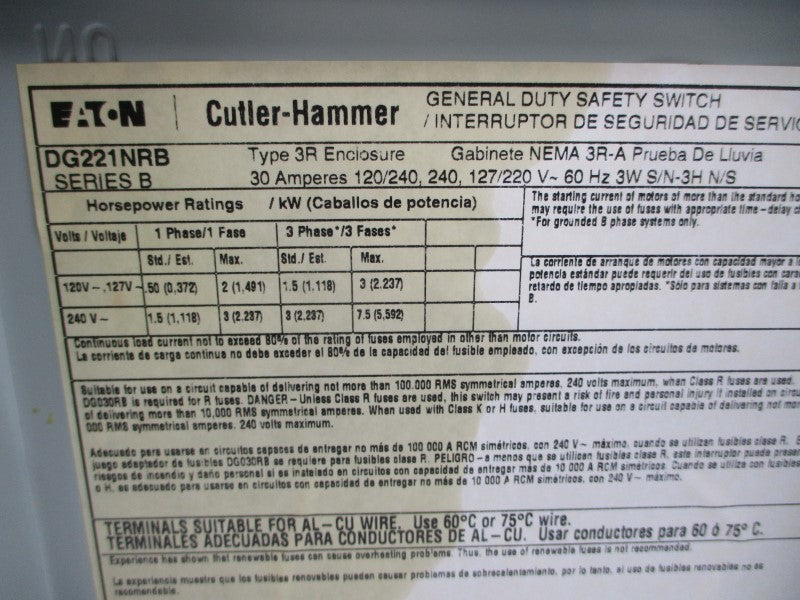 NO
EATON Cutler-Hammer GENERAL DUTY SAFETY SWITCH
/ INTERRUPTOR DE SEGURIDAD DE SERVIC
DG221NRB Type 3R Enclosure Gabinete NEMA 3R-A Prueba De Lluvia
SERIES B 30 Amperes 120/240, 240, 127/220 V~ 60 Hz 3W S/N-3H N/S
Horsepower Ratings / kW (Caballos de potencia)
Volts / Voltaje 1 Phase/1 Fase 3 Phase*/3 Fases*
Std./ Est. Max. Std./ Est. Max.
120V~ ,127V~ .50 (0,372) 2 (1,491) 1.5 (1.118) 3 (2.237)
240 V~ 1.5 (1,118) 3 (2.237) 3 (2,237) 7.5 (5,592)
The starting current of motors of more than the standard ho
may require the use of fuses with appropriate time-delay c
*For grounded B phase systems only.
La corriente de arranque de motores con capacidad mayor a l
potencia estándar puede requerir del uso de fusibles con cara
retardo de tiempo apropiadas. *Sólo para sistemas con falla a
B.
Continuous load current not to exceed 80% of the rating of fuses employed in other than motor circuits.
La corriente de carga continua no debe exceder el 80% de la capacidad del fusible empleado, con excepción de los circuitos de motores.
Suitable for use on a circuit capable of delivering not more than 100.000 RMS symmetrical amperes, 240 volts maximum, when Class R fuses are used.
DG030RB is required for R fuses. DANGER-Unless Class R fuses are used, this switch may present a risk of fire and personal injury if installed on circu
of delivering more than 10,000 RMS symmetrical amperes. When used with Class K or H fuses, suitable for use on a circuit capable of delivering not mor
000 RMS symmetrical amperes. 240 volts maximum.
Adecuado para usarse en circuitos capaces de entregar no más de 100 000 A RCM simétricos, con 240 V~ máximo, cuando se utilizan fusibles clase R. E
juego adaptador de fusibles DG030RB se requiere para fusibles clase R. PELIGRO-a menos que se utilicen fusibles clase R, este interruptor puede presen
riesgos de incendio y daño personal si es instalado en circuitos con capacidad de entregar más de 10 000 A RCM simétricos. Cuando se utiliza con fusibles
o H, es adecuado para usarse en circuitos con capacidad de entregar no más de 10 000 A RCM simétricos, con 240 V~ máximo.
TERMINALS SUITABLE FOR AL-CU WIRE. Use 60°C or 75°C wire.
TERMINALES ADECUADAS PARA CONDUCTORES DE AL-CU. Usar conductores para 60 ó 75° C.
Experience has shown that renewable fuses can cause overheating problems. Thus, the use of renewable fuses is not recommended.
La experiencia muestra que los fusibles renovables pueden causar problemas de sobrecalentamiento, por lo tanto, el uso de fusibles renovables no es
recomendable.